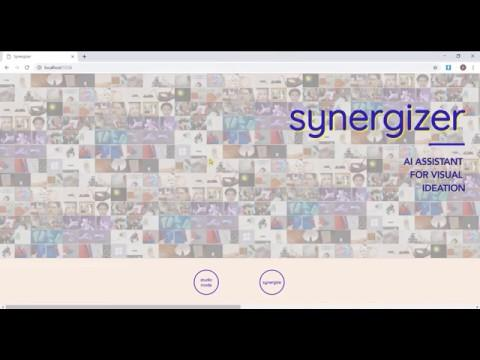 Synergizer
localhost
synergizer
AI ASSISTANT
FOR VISUAL
IDEATION
studio
mode
synergize